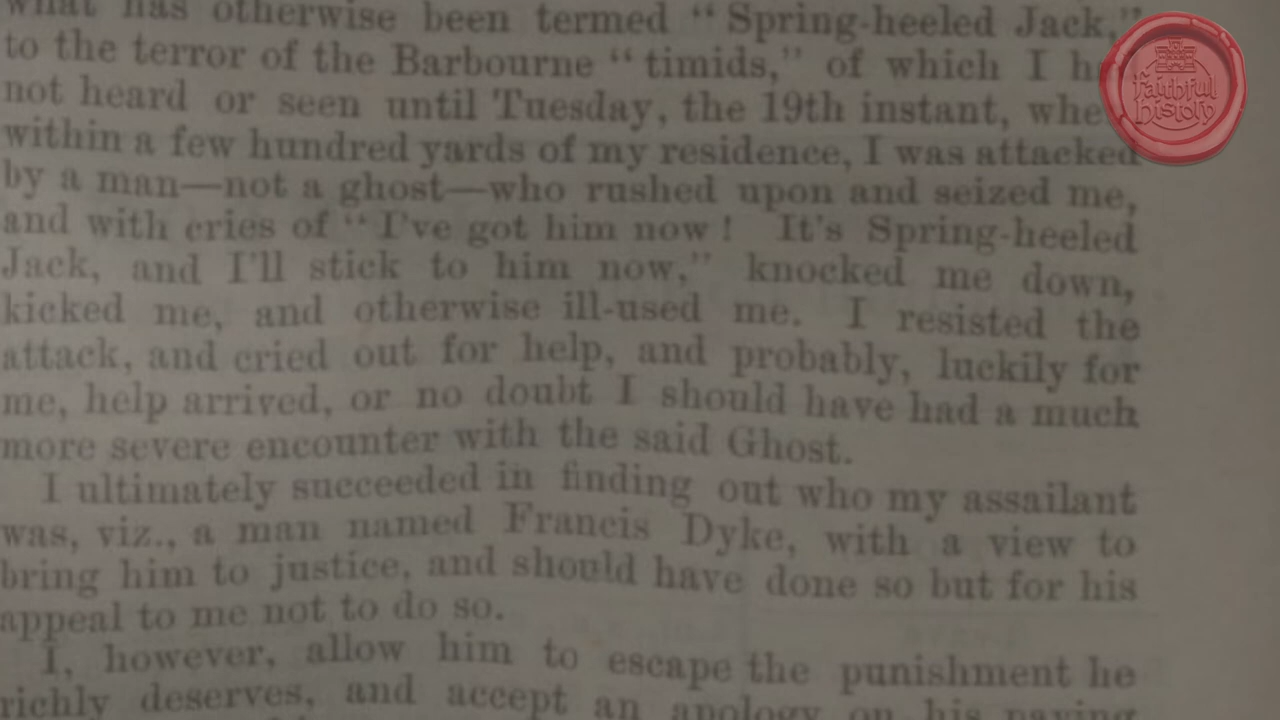 what has otherwise been termed “ Spring-heeled Jack,”
to the terror of the Barbourne “ timids,” of which I
not heard or seen until Tuesday, the 19th instant,
within a few hundred yards of my residence, I was attacked
by a man—not a ghost—who rushed upon and seized me,
and with cries of “ I've got him now ! It's Spring-heeled
Jack, and I'll stick to him now,” knocked me down,
kicked me, and otherwise ill-used me. I resisted the
attack, and cried out for help, and probably, luckily for
me, help arrived, or no doubt I should have had a much
more severe encounter with the said Ghost.
I ultimately succeeded in finding out who my assailant
was, viz., a man named Francis Dyke, with a view to
bring him to justice, and should have done so but for his
appeal to me not to do so.
I, however, allow him to escape the punishment he
richly deserves, and accept an apology on his paying
faithful
history